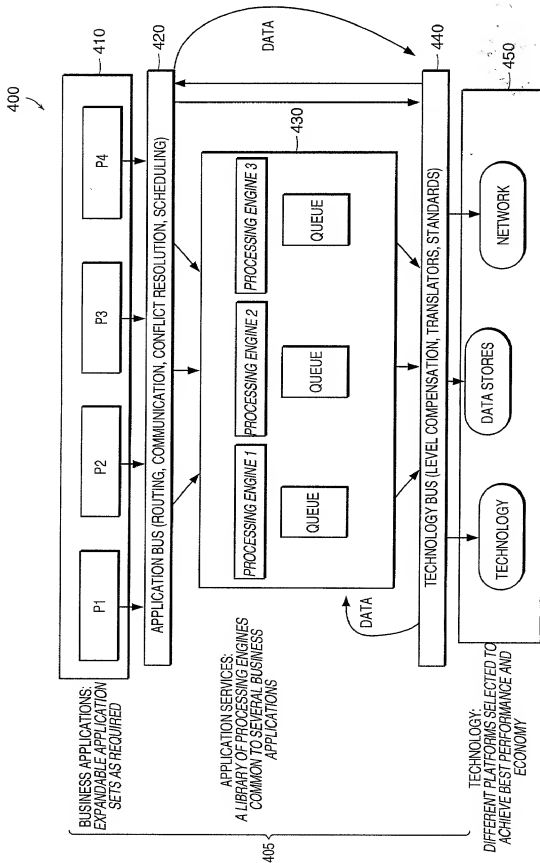 400
BUSINESS APPLICATIONS:
EXPANDABLE APPLICATION
SETS AS REQUIRED
P1
P2
P3
P4
410
APPLICATION BUS (ROUTING, COMMUNICATION, CONFLICT RESOLUTION, SCHEDULING)
420
DATA
APPLICATION SERVICES:
A LIBRARY OF PROCESSING ENGINES
COMMON TO SEVERAL BUSINESS
APPLICATIONS
PROCESSING ENGINE 1
PROCESSING ENGINE 2
PROCESSING ENGINE 3
QUEUE
QUEUE
QUEUE
430
DATA
TECHNOLOGY BUS (LEVEL COMPENSATION, TRANSLATORS, STANDARDS)
440
TECHNOLOGY:
DIFFERENT PLATFORMS SELECTED TO
ACHIEVE BEST PERFORMANCE AND
ECONOMY
TECHNOLOGY
DATA STORES
NETWORK
450
405